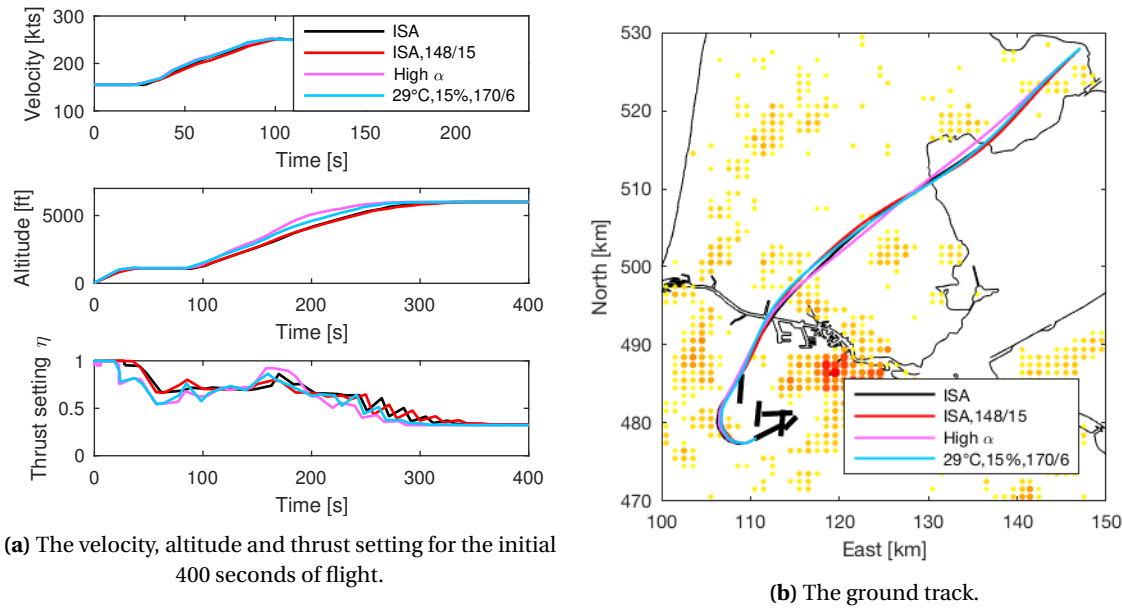 300
200
100
Velocity [kts]
0 50 100 150 200
Time [s]
ISA
ISA,148/15
High α
29°C,15%,170/6
5000
0
Altitude [ft]
0 100 200 300 400
Time [s]
1
0.5
0
Thrust setting η
0 100 200 300 400
Time [s]
(a) The velocity, altitude and thrust setting for the initial
400 seconds of flight.
530
520
510
500
490
480
470
North [km]
ISA
ISA,148/15
High α
29°C,15%,170/6
100 110 120 130 140 150
East [km]
(b) The ground track.